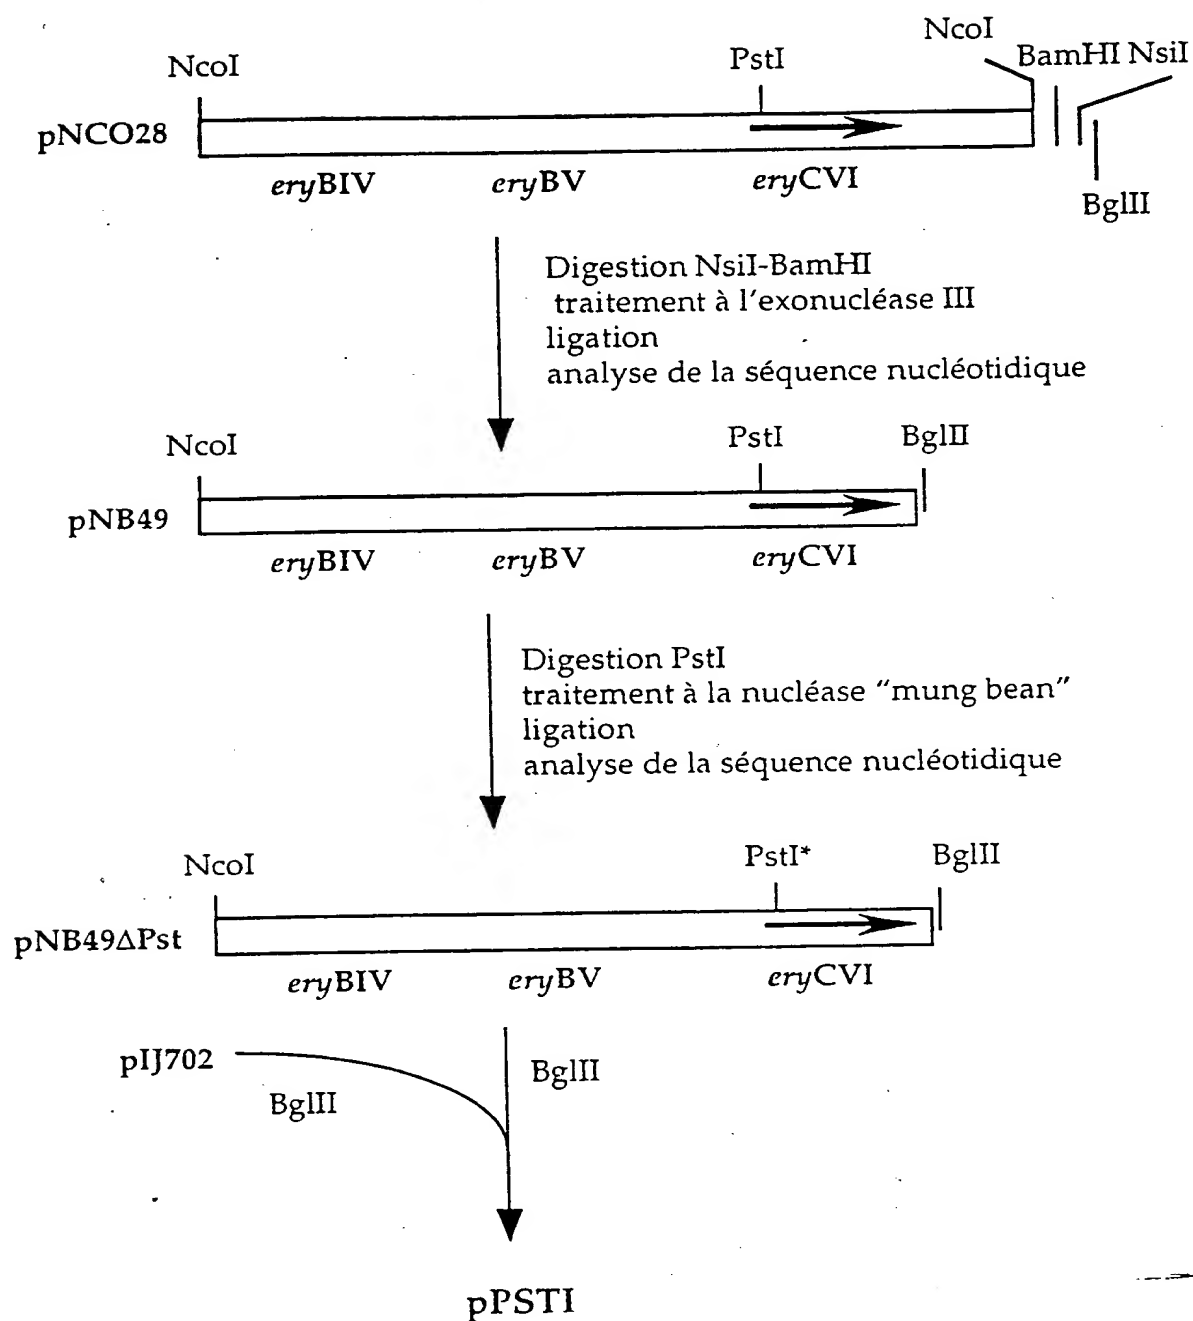 NcoI
BamHI NsiI
NcoI
PstI
pNCO28
eryBIV
eryBV
eryCVI
BglII
Digestion NsiI-BamHI
traitement à l'exonucléase III
ligation
analyse de la séquence nucléotidique
NcoI
PstI
BglII
pNB49
eryBIV
eryBV
eryCVI
Digestion PstI
traitement à la nucléase "mung bean"
ligation
analyse de la séquence nucléotidique
NcoI
PstI*
BglII
pNB49ΔPst
eryBIV
eryBV
eryCVI
pIJ702
BglII
BglII
pPSTI